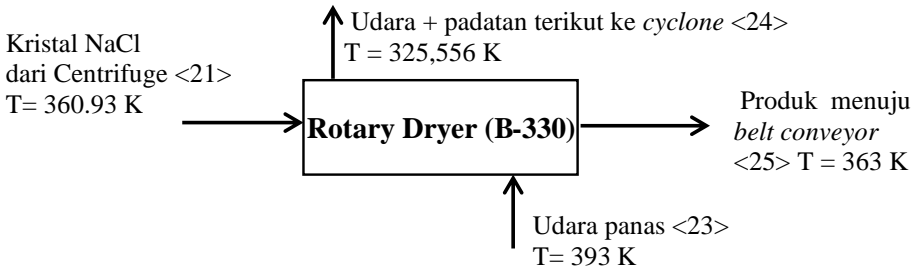 Udara + padatan terikut ke cyclone <24>
T = 325,556 K
Kristal NaCl
dari Centrifuge <21>
T= 360.93 K
Rotary Dryer (B-330)
Produk menuju
belt conveyor
<25> T = 363 K
Udara panas <23>
T= 393 K